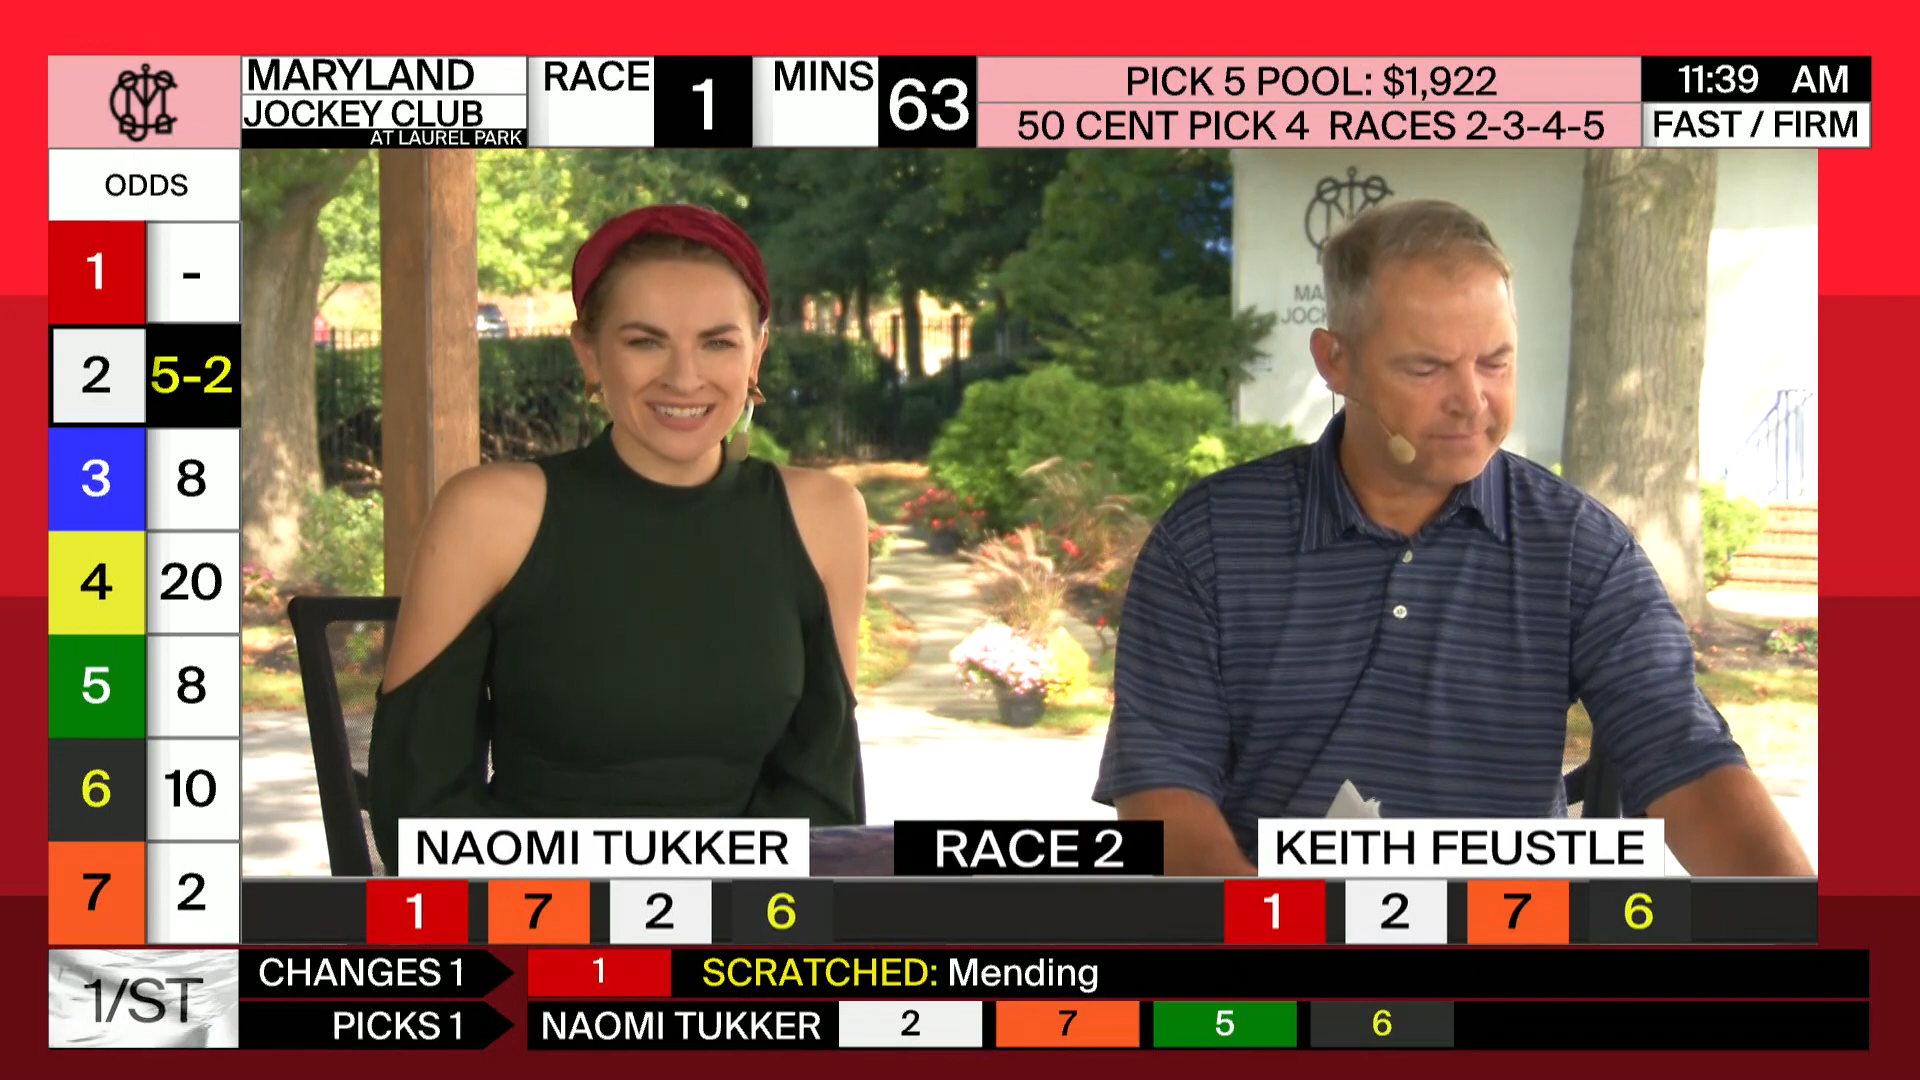 MARYLAND
JOCKEY CLUB
AT LAUREL PARK
RACE 1
MINS 63
PICK 5 POOL: $1,922
50 CENT PICK 4 RACES 2-3-4-5
11:39 AM
FAST / FIRM
ODDS
1 -
2 5-2
3 8
4 20
5 8
6 10
7 2
NAOMI TUKKER
RACE 2
KEITH FEUSTLE
1 7 2 6
1 2 7 6
1/ST
CHANGES 1
1 SCRATCHED: Mending
PICKS 1
NAOMI TUKKER 2 7 5 6